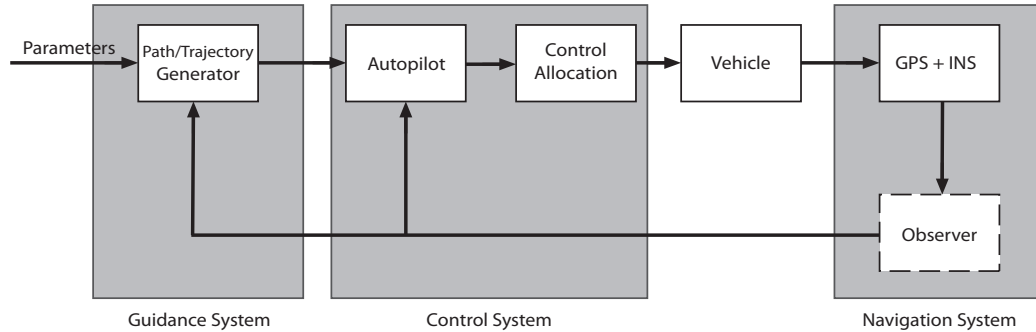 Parameters
Path/Trajectory
Generator
Autopilot
Control
Allocation
Vehicle
GPS + INS
Observer
Guidance System
Control System
Navigation System